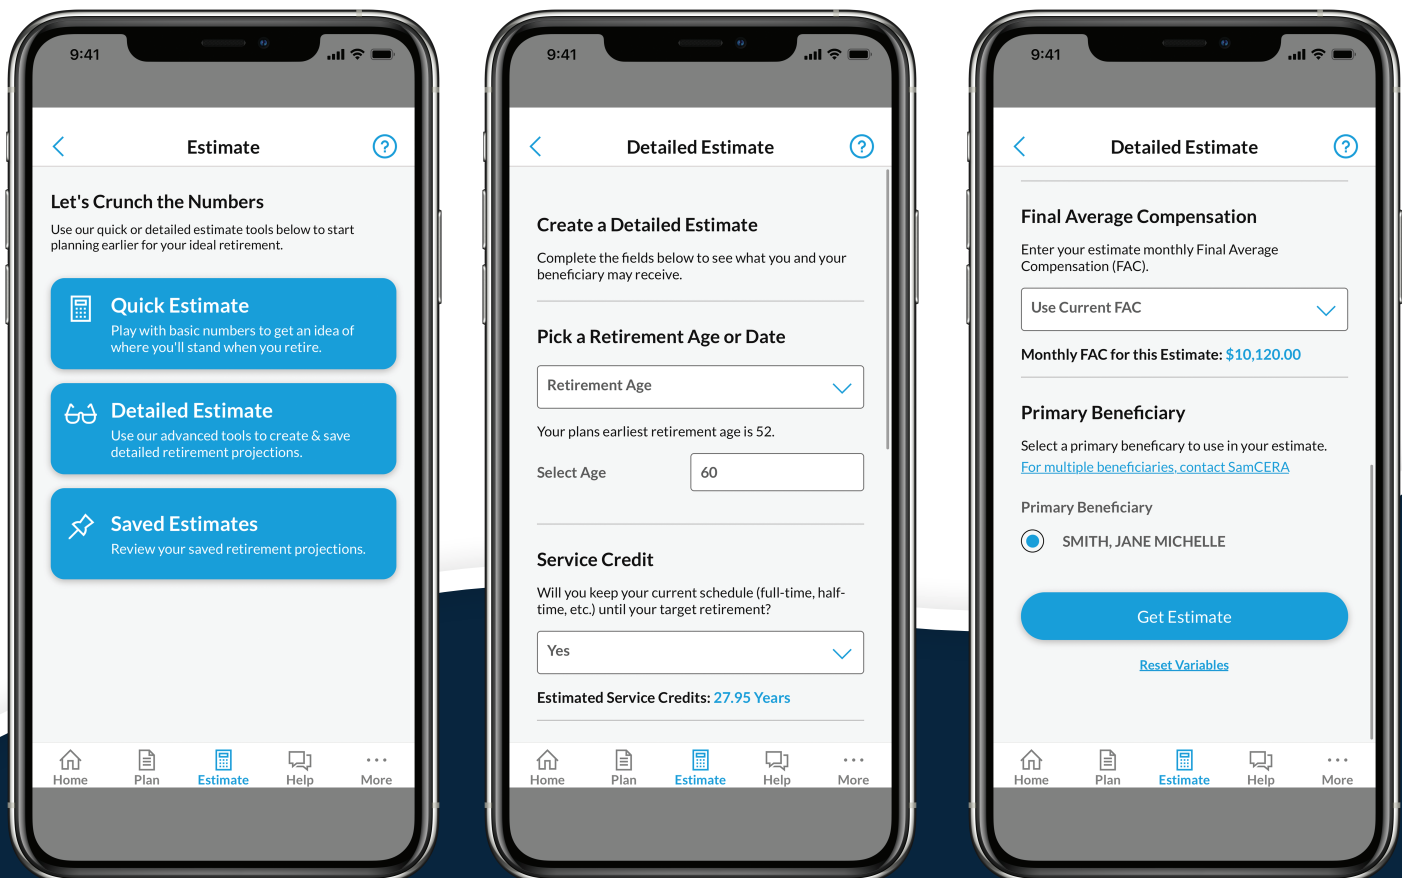 9:41
Estimate
?
Let's Crunch the Numbers
Use our quick or detailed estimate tools below to start
planning earlier for your ideal retirement.
Quick Estimate
Play with basic numbers to get an idea of
where you'll stand when you retire.
Detailed Estimate
Use our advanced tools to create & save
detailed retirement projections.
Saved Estimates
Review your saved retirement projections.
Home Plan Estimate Help More
9:41
Detailed Estimate
?
Create a Detailed Estimate
Complete the fields below to see what you and your
beneficiary may receive.
Pick a Retirement Age or Date
Retirement Age
Your plans earliest retirement age is 52.
Select Age 60
Service Credit
Will you keep your current schedule (full-time, half-
time, etc.) until your target retirement?
Yes
Estimated Service Credits: 27.95 Years
Home Plan Estimate Help More
9:41
Detailed Estimate
?
Final Average Compensation
Enter your estimate monthly Final Average
Compensation (FAC).
Use Current FAC
Monthly FAC for this Estimate: $10,120.00
Primary Beneficiary
Select a primary beneficary to use in your estimate.
For multiple beneficiaries, contact SamCERA
Primary Beneficiary
SMITH, JANE MICHELLE
Get Estimate
Reset Variables
Home Plan Estimate Help More